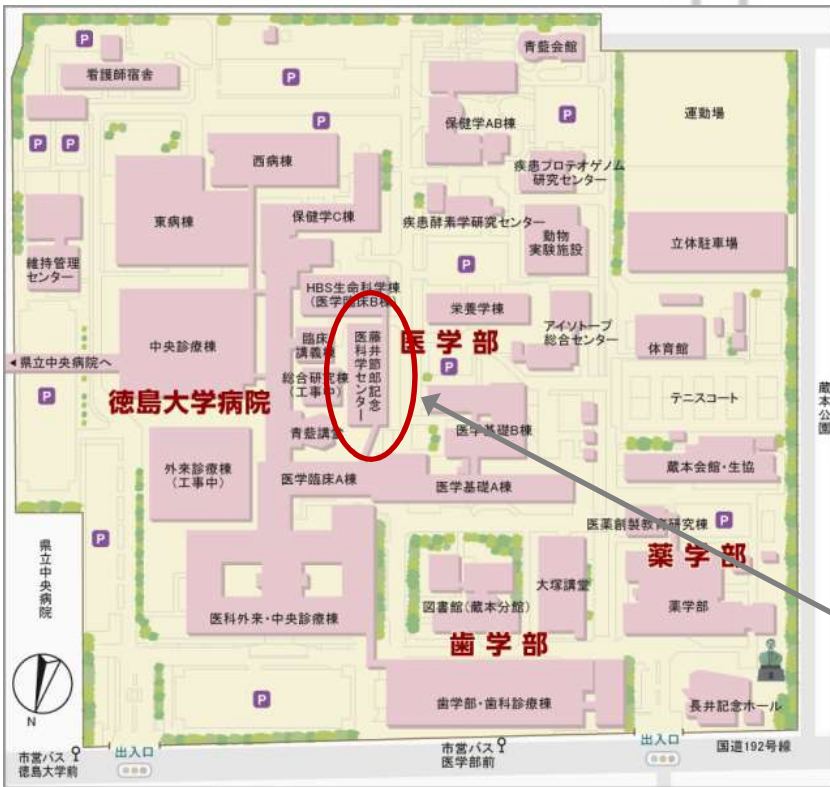 青藍会館
P
看護師宿舎
P
運動場
P
P
保健学AB棟
P
P
西病棟
疾患プロテオゲノム
研究センター
東病棟
保健学C棟
疾患酵素学研究センター
動物
実験施設
立体駐車場
維持管理
センター
P
HBS生命科学棟
(医学臨床B棟)
栄養学棟
アイソトープ
総合センター
中央診療棟
臨床
講義棟
藤井節郎記念
医科学センター
医学部
体育館
県立中央病院へ
総合研究棟
(工事中)
P
P
テニスコート
蔵本公園
徳島大学病院
青藍講堂
医学基礎B棟
外来診療棟
(工事中)
医学臨床A棟
医学基礎A棟
蔵本会館・生協
県立中央病院
P
医薬創製教育研究棟
P
薬学部
大塚講堂
図書館(蔵本分館)
薬学部
医科外来・中央診療棟
歯学部
N
P
歯学部・歯科診療棟
長井記念ホール
市営バス
徳島大学前
出入口
市営バス
医学部前
出入口
国道192号線